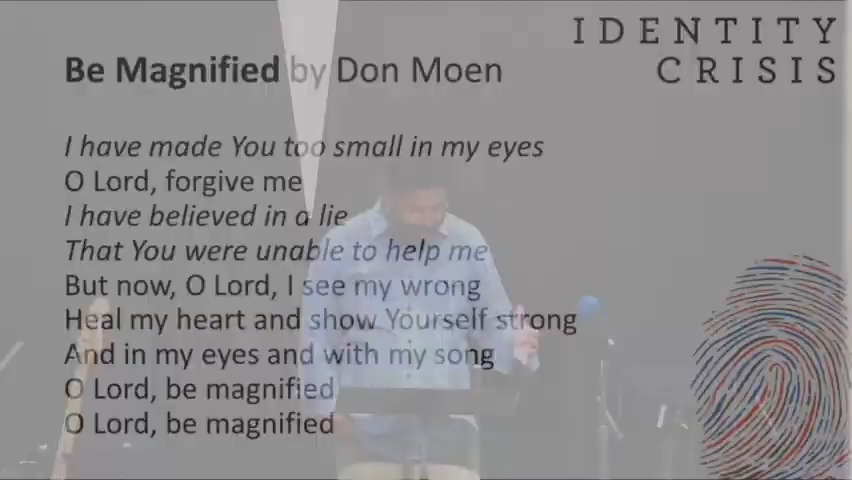 IDENTITY
CRISIS
Be Magnified by Don Moen
I have made You too small in my eyes
O Lord, forgive me
I have believed in a lie
That You were unable to help me
But now, O Lord, I see my wrong
Heal my heart and show Yourself strong
And in my eyes and with my song
O Lord, be magnified
O Lord, be magnified